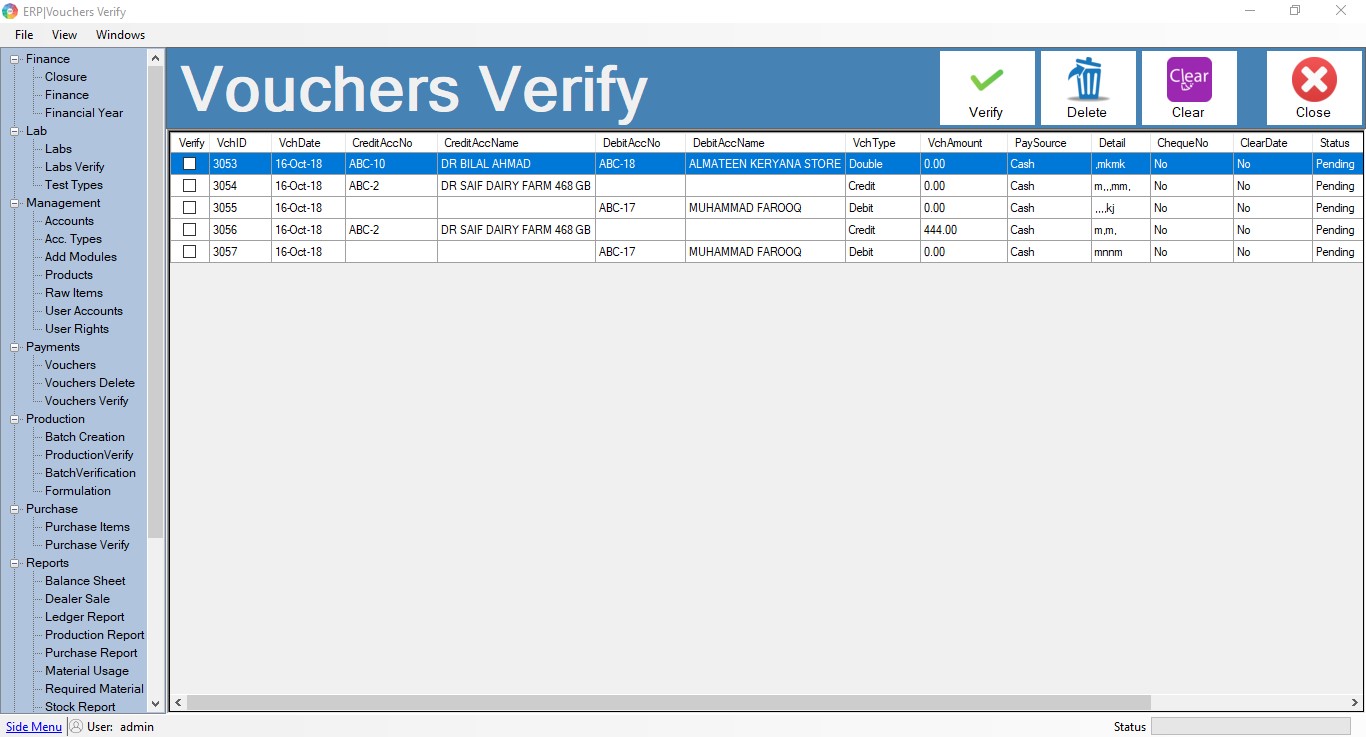 ERP|Vouchers Verify
File View Windows
Finance
Closure
Finance
Financial Year
Lab
Labs
Labs Verify
Test Types
Management
Accounts
Acc. Types
Add Modules
Products
Raw Items
User Accounts
User Rights
Payments
Vouchers
Vouchers Delete
Vouchers Verify
Production
Batch Creation
ProductionVerify
BatchVerification
Formulation
Purchase
Purchase Items
Purchase Verify
Reports
Balance Sheet
Dealer Sale
Ledger Report
Production Report
Purchase Report
Material Usage
Required Material
Stock Report
Vouchers Verify
Verify
Delete
Clear
Clear
Close
Verify VchID VchDate CreditAccNo CreditAccName DebitAccNo DebitAccName VchType VchAmount PaySource Detail ChequeNo ClearDate Status
3053 16-Oct-18 ABC-10 DR BILAL AHMAD ABC-18 ALMATEEN KERYANA STORE Double 0.00 Cash ,mkmk No No Pending
3054 16-Oct-18 ABC-2 DR SAIF DAIRY FARM 468 GB Credit 0.00 Cash m,,,mm, No No Pending
3055 16-Oct-18 ABC-17 MUHAMMAD FAROOQ Debit 0.00 Cash ,,,,kj No No Pending
3056 16-Oct-18 ABC-2 DR SAIF DAIRY FARM 468 GB Credit 444.00 Cash m,m, No No Pending
3057 16-Oct-18 ABC-17 MUHAMMAD FAROOQ Debit 0.00 Cash mnnm No No Pending
Side Menu User: admin Status